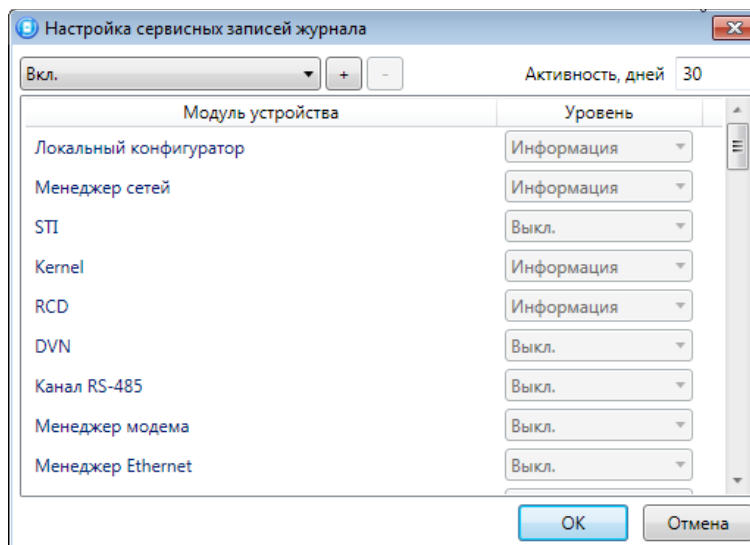 Настройка сервисных записей журнала
Вкл. + - Активность, дней 30
Модуль устройства Уровень
Локальный конфигуратор Информация
Менеджер сетей Информация
STI Выкл.
Kernel Информация
RCD Информация
DVN Выкл.
Канал RS-485 Выкл.
Менеджер модема Выкл.
Менеджер Ethernet Выкл.
OK Отмена